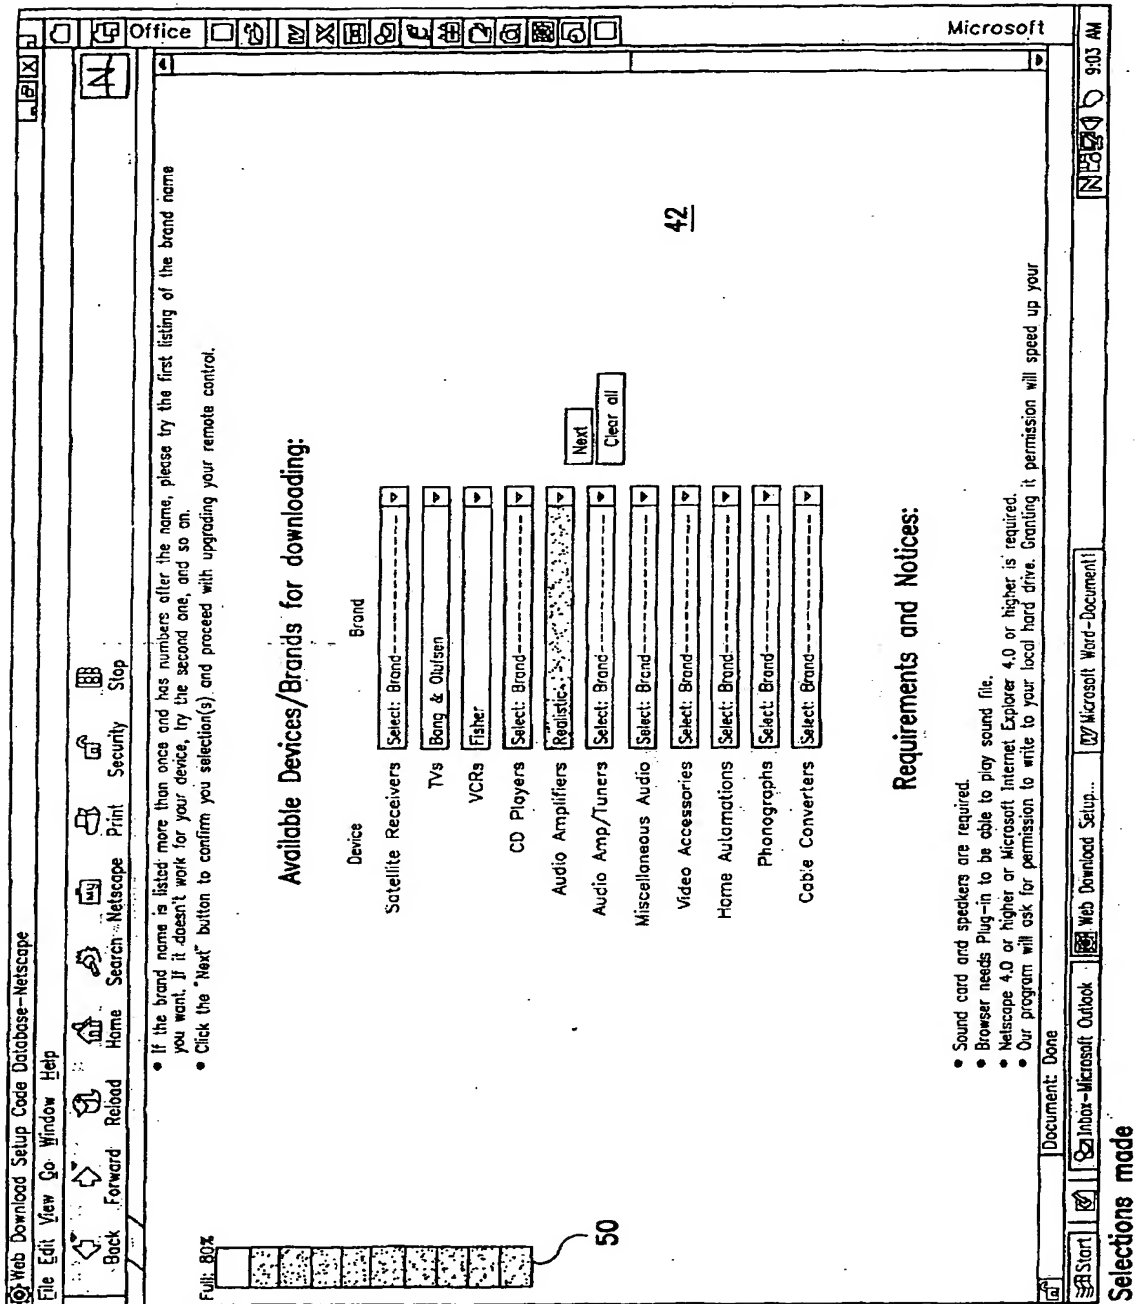 Web Download Setup Code Database-Netscape
File Edit View Go Window Help
Back Forward Reload Home Search Netscape Print Security Stop
N
Office
Microsoft
Full: 80%
50
• If the brand name is listed more than once and has numbers after the name, please try the first listing of the brand name
you want. If it doesn't work for your device, try the second one, and so on.
• Click the "Next" button to confirm you selection(s) and proceed with upgrading your remote control.
Available Devices/Brands for downloading:
Device Brand
Satellite Receivers Select: Brand
TVs Bang & Olufsen
VCRs Fisher
CD Players Select: Brand
Audio Amplifiers Realistic
Audio Amp/Tuners Select: Brand
Miscellaneous Audio Select: Brand
Video Accessories Select: Brand
Home Automations Select: Brand
Phonographs Select: Brand
Cable Converters Select: Brand
Next
Clear all
42
Requirements and Notices:
• Sound card and speakers are required.
• Browser needs Plug-in to be able to play sound file.
• Netscape 4.0 or higher or Microsoft Internet Explorer 4.0 or higher is required.
• Our program will ask for permission to write to your local hard drive. Granting it permission will speed up your
Document: Done
Start Inbox-Microsoft Outlook Web Download Setup... Microsoft Word-Document1 9:03 AM
Selections made